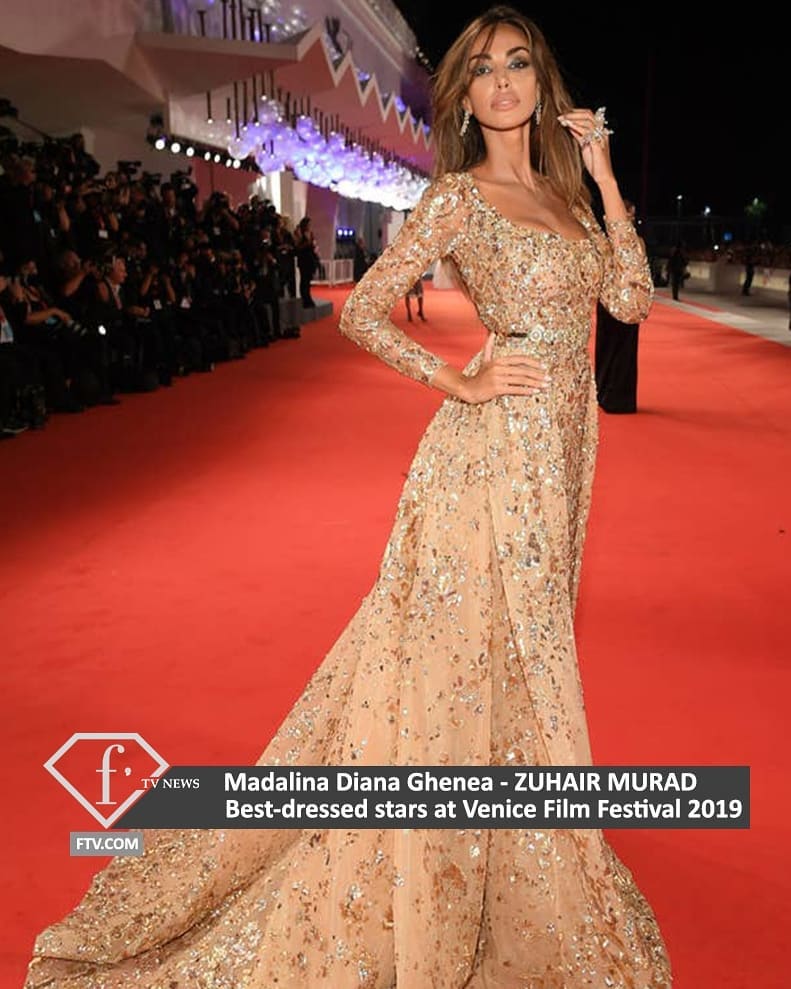 f'
TV NEWS
Madalina Diana Ghenea - ZUHAIR MURAD
Best-dressed stars at Venice Film Festival 2019
FTV.COM